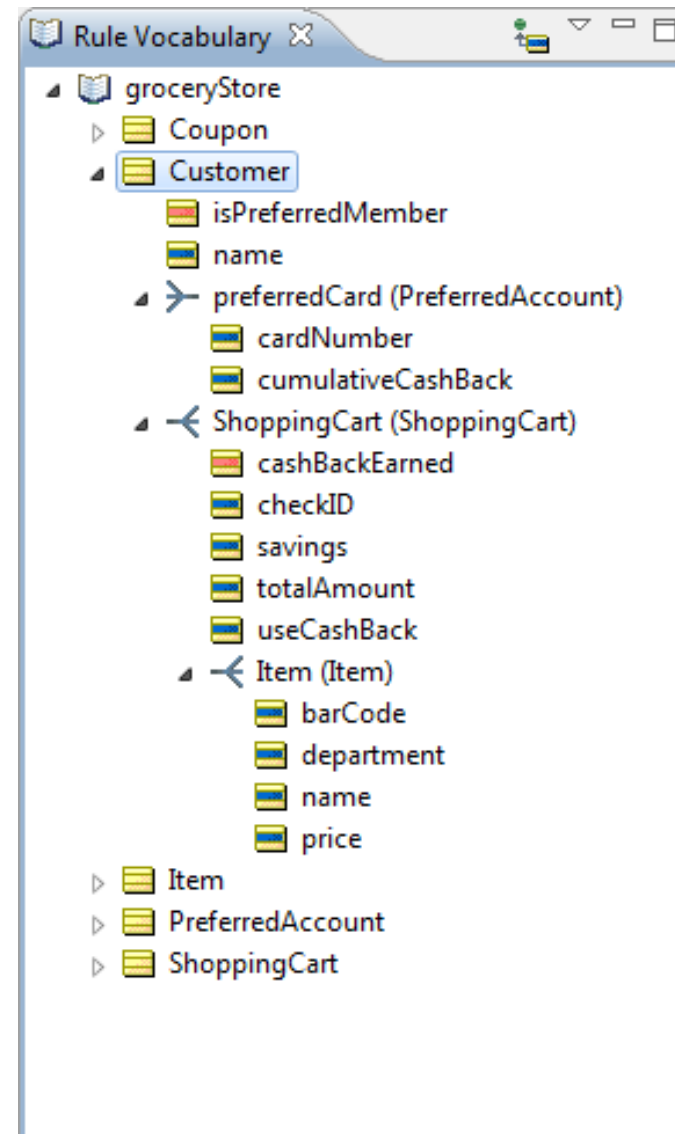 Rule Vocabulary
groceryStore
Coupon
Customer
isPreferredMember
name
preferredCard (PreferredAccount)
cardNumber
cumulativeCashBack
ShoppingCart (ShoppingCart)
cashBackEarned
checkID
savings
totalAmount
useCashBack
Item (Item)
barCode
department
name
price
Item
PreferredAccount
ShoppingCart